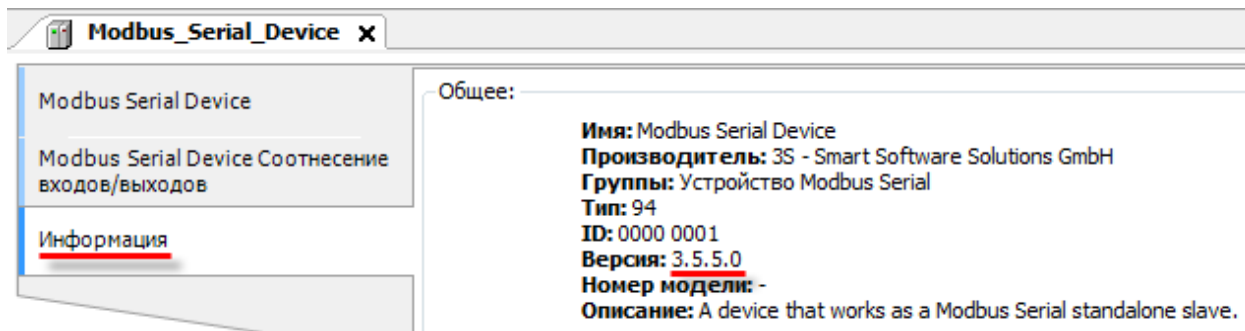 Modbus_Serial_Device x
Modbus Serial Device
Modbus Serial Device Соотнесение
входов/выходов
Информация
Общее:
Имя: Modbus Serial Device
Производитель: 3S - Smart Software Solutions GmbH
Группы: Устройство Modbus Serial
Тип: 94
ID: 0000 0001
Версия: 3.5.5.0
Номер модели: -
Описание: A device that works as a Modbus Serial standalone slave.